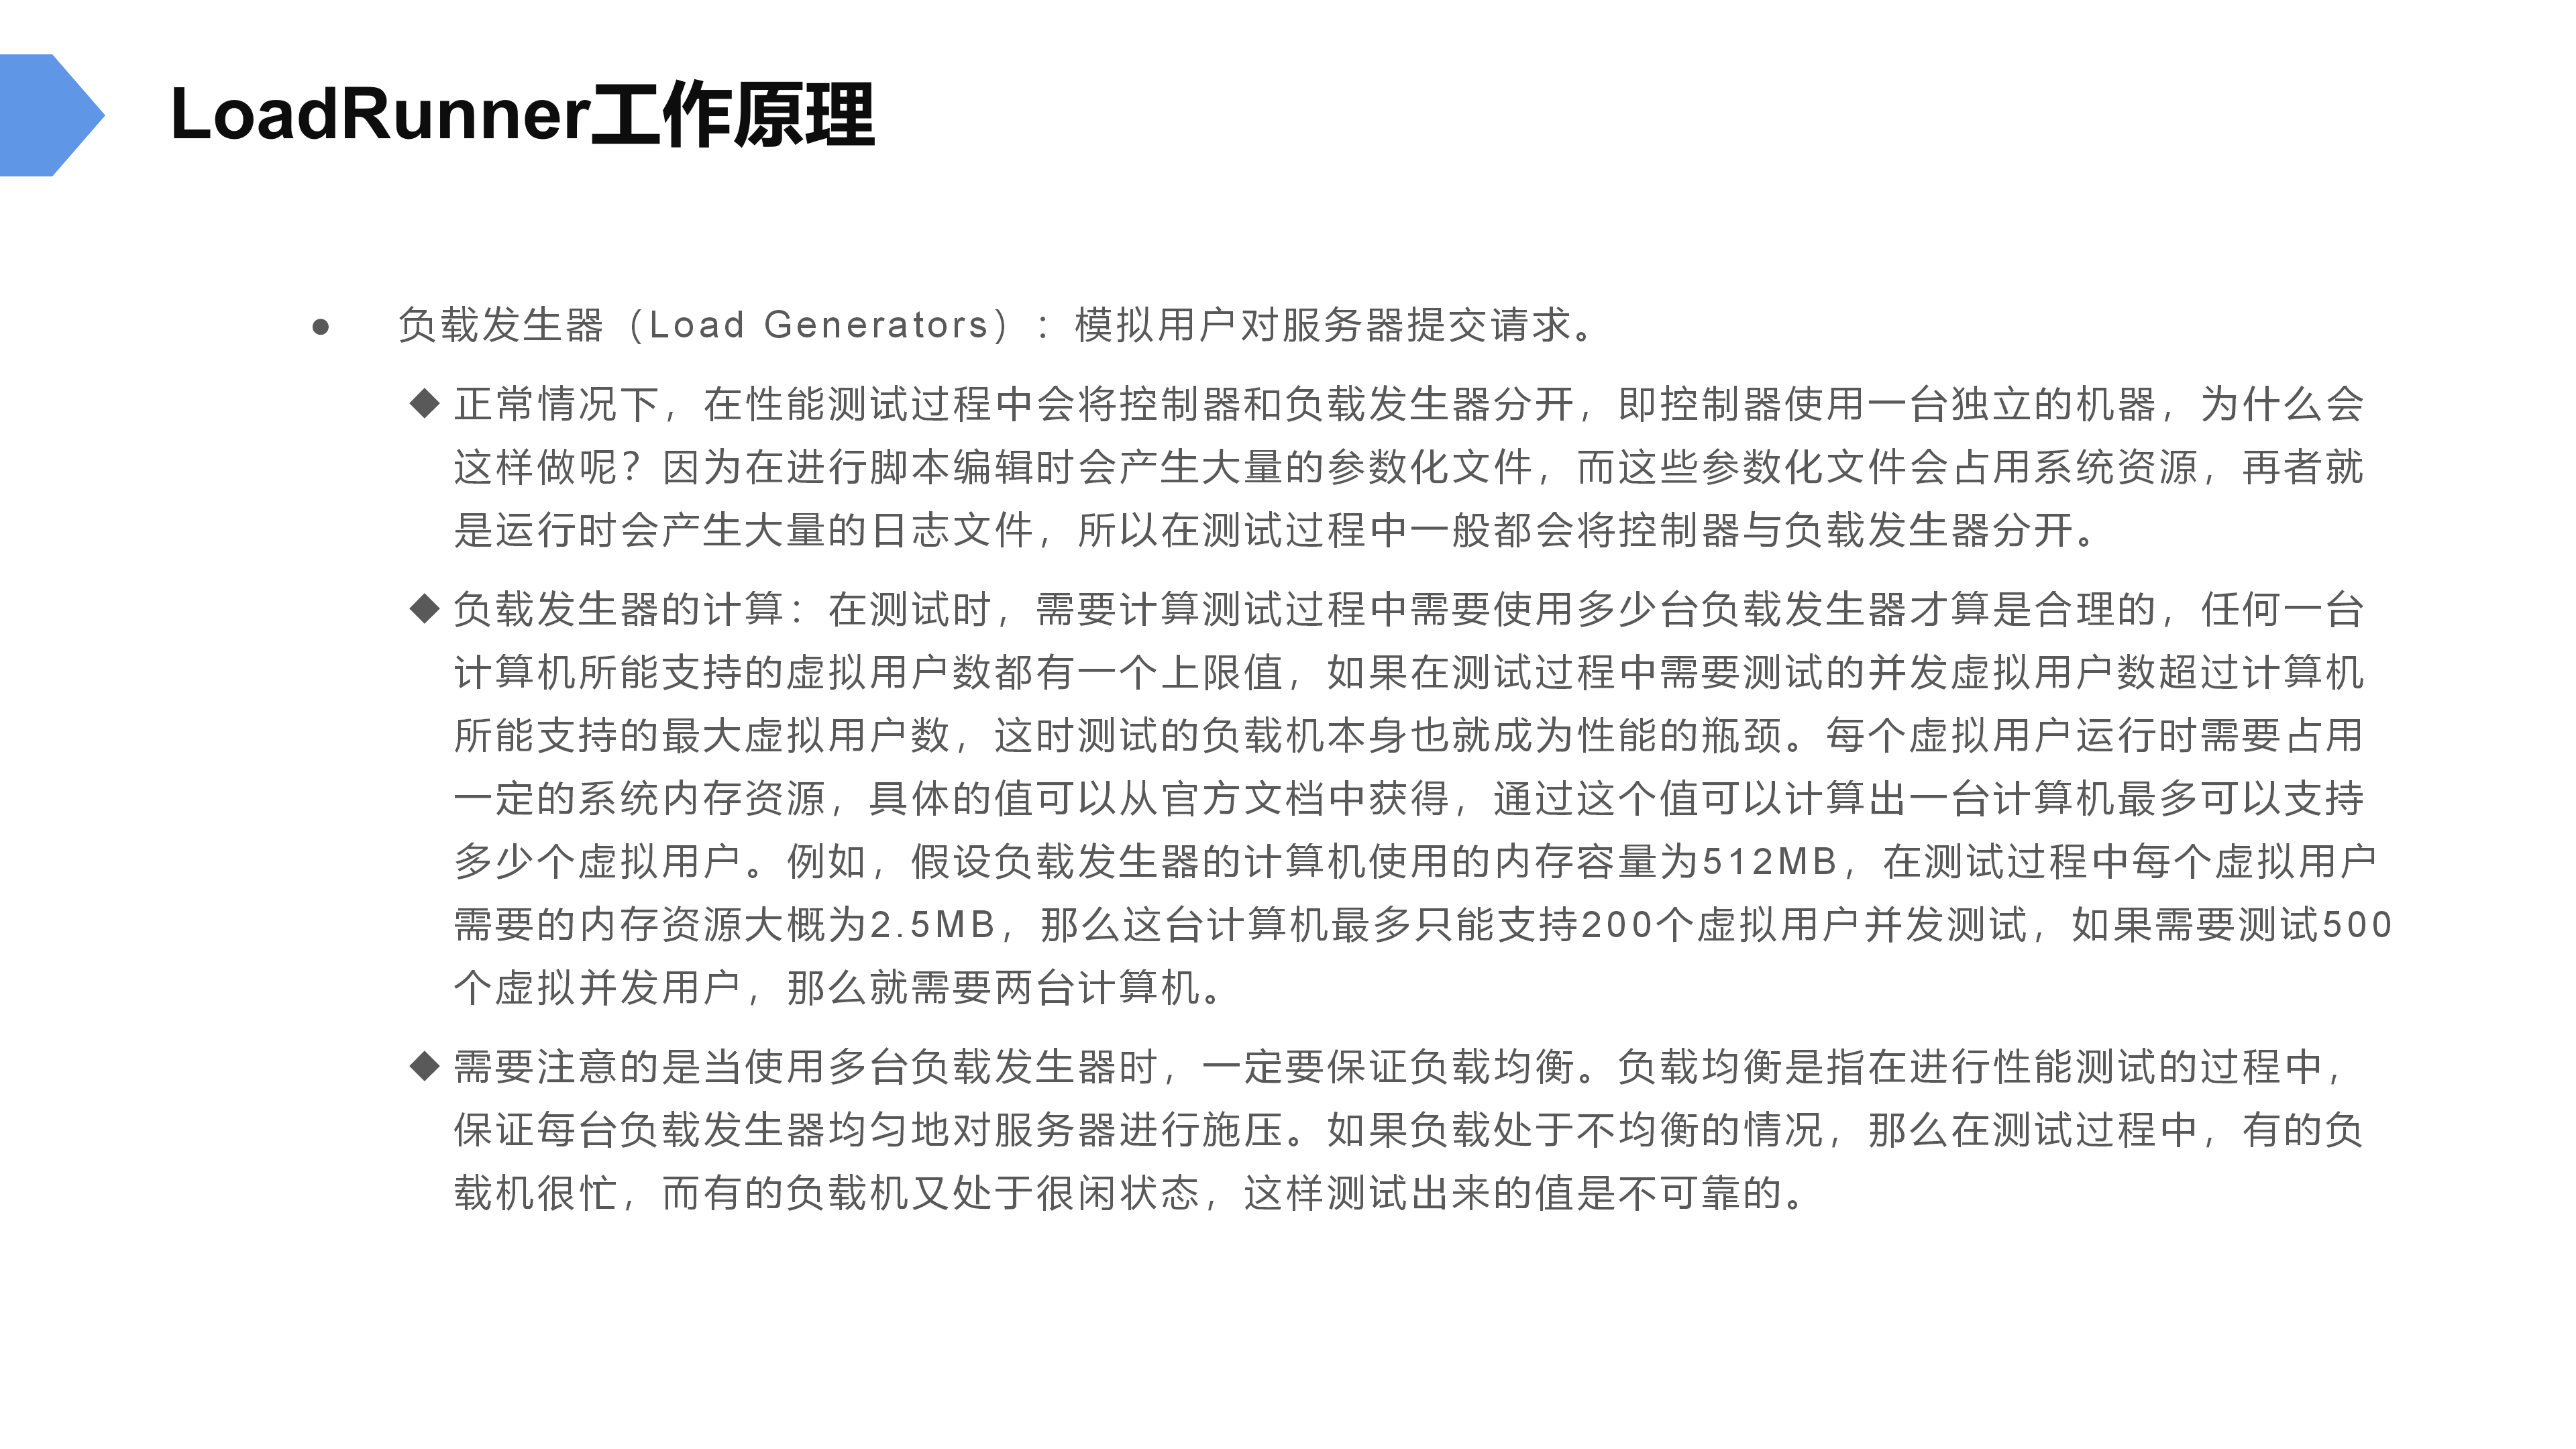 LoadRunner工作原理
● 负载发生器（Load Generators）：模拟用户对服务器提交请求。
◆ 正常情况下，在性能测试过程中会将控制器和负载发生器分开，即控制器使用一台独立的机器，为什么会
这样做呢？因为在进行脚本编辑时会产生大量的参数化文件，而这些参数化文件会占用系统资源，再者就
是运行时会产生大量的日志文件，所以在测试过程中一般都会将控制器与负载发生器分开。
◆ 负载发生器的计算：在测试时，需要计算测试过程中需要使用多少台负载发生器才算是合理的，任何一台
计算机所能支持的虚拟用户数都有一个上限值，如果在测试过程中需要测试的并发虚拟用户数超过计算机
所能支持的最大虚拟用户数，这时测试的负载机本身也就成为性能的瓶颈。每个虚拟用户运行时需要占用
一定的系统内存资源，具体的值可以从官方文档中获得，通过这个值可以计算出一台计算机最多可以支持
多少个虚拟用户。例如，假设负载发生器的计算机使用的内存容量为512MB，在测试过程中每个虚拟用户
需要的内存资源大概为2.5MB，那么这台计算机最多只能支持200个虚拟用户并发测试，如果需要测试500
个虚拟并发用户，那么就需要两台计算机。
◆ 需要注意的是当使用多台负载发生器时，一定要保证负载均衡。负载均衡是指在进行性能测试的过程中，
保证每台负载发生器均匀地对服务器进行施压。如果负载处于不均衡的情况，那么在测试过程中，有的负
载机很忙，而有的负载机又处于很闲状态，这样测试出来的值是不可靠的。